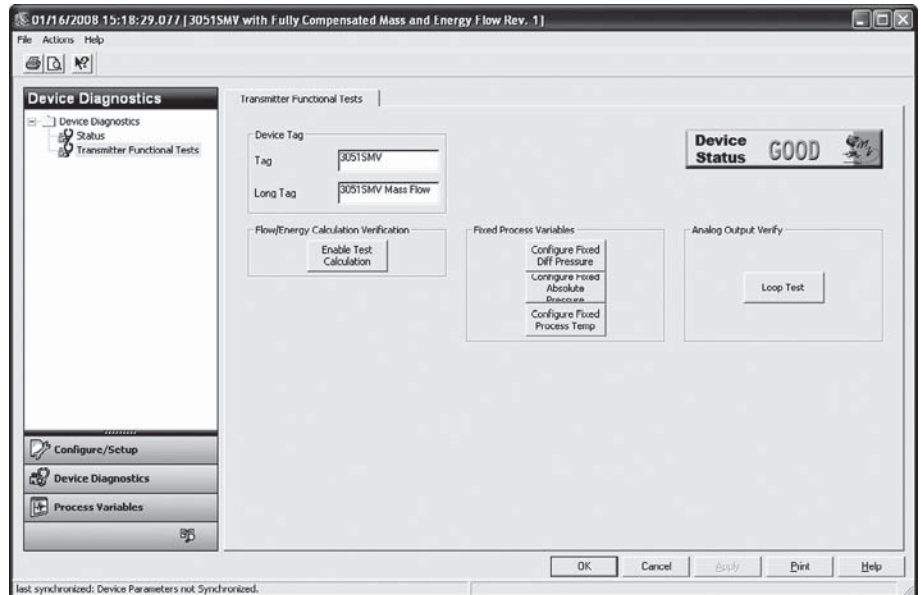 01/16/2008 15:18:29.077 [3051SMV with Fully Compensated Mass and Energy Flow Rev. 1]
File Actions Help
Device Diagnostics
Device Diagnostics
Status
Transmitter Functional Tests
Configure/Setup
Device Diagnostics
Process Variables
Transmitter Functional Tests
Device Tag
Tag
3051SMV
Long Tag
3051SMV Mass Flow
Device Status GOOD
Flow/Energy Calculation Verification
Enable Test
Calculation
Fixed Process Variables
Configure Fixed
Diff Pressure
Configure Fixed
Absolute
Pressure
Configure Fixed
Process Temp
Analog Output Verify
Loop Test
OK Cancel Apply Print Help
last synchronized: Device Parameters not Synchronized.